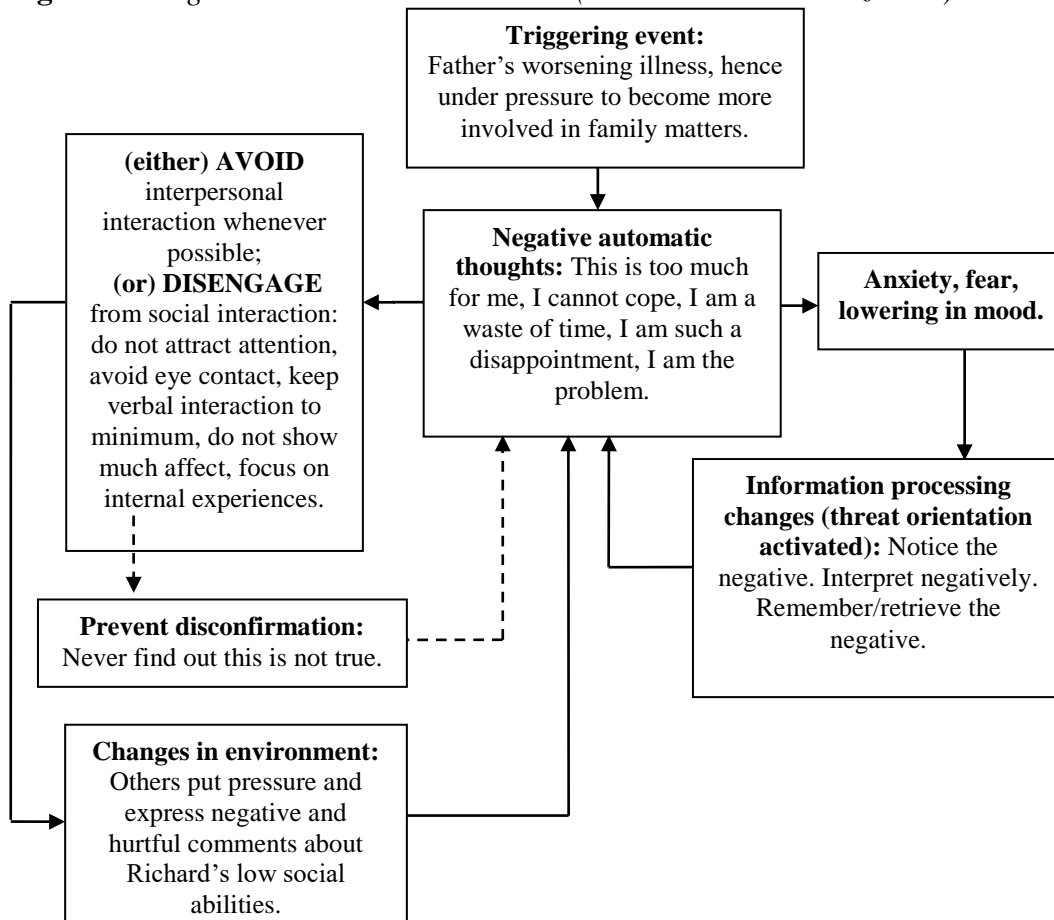 Triggering event:
Father's worsening illness, hence
under pressure to become more
involved in family matters.
(either) AVOID
interpersonal
interaction whenever
possible;
(or) DISENGAGE
from social interaction:
do not attract attention,
avoid eye contact, keep
verbal interaction to
minimum, do not show
much affect, focus on
internal experiences.
Negative automatic
thoughts: This is too much
for me, I cannot cope, I am a
waste of time, I am such a
disappointment, I am the
problem.
Anxiety, fear,
lowering in mood.
Information processing
changes (threat orientation
activated): Notice the
negative. Interpret negatively.
Remember/retrieve the
negative.
Prevent disconfirmation:
Never find out this is not true.
Changes in environment:
Others put pressure and
express negative and
hurtful comments about
Richard's low social
abilities.